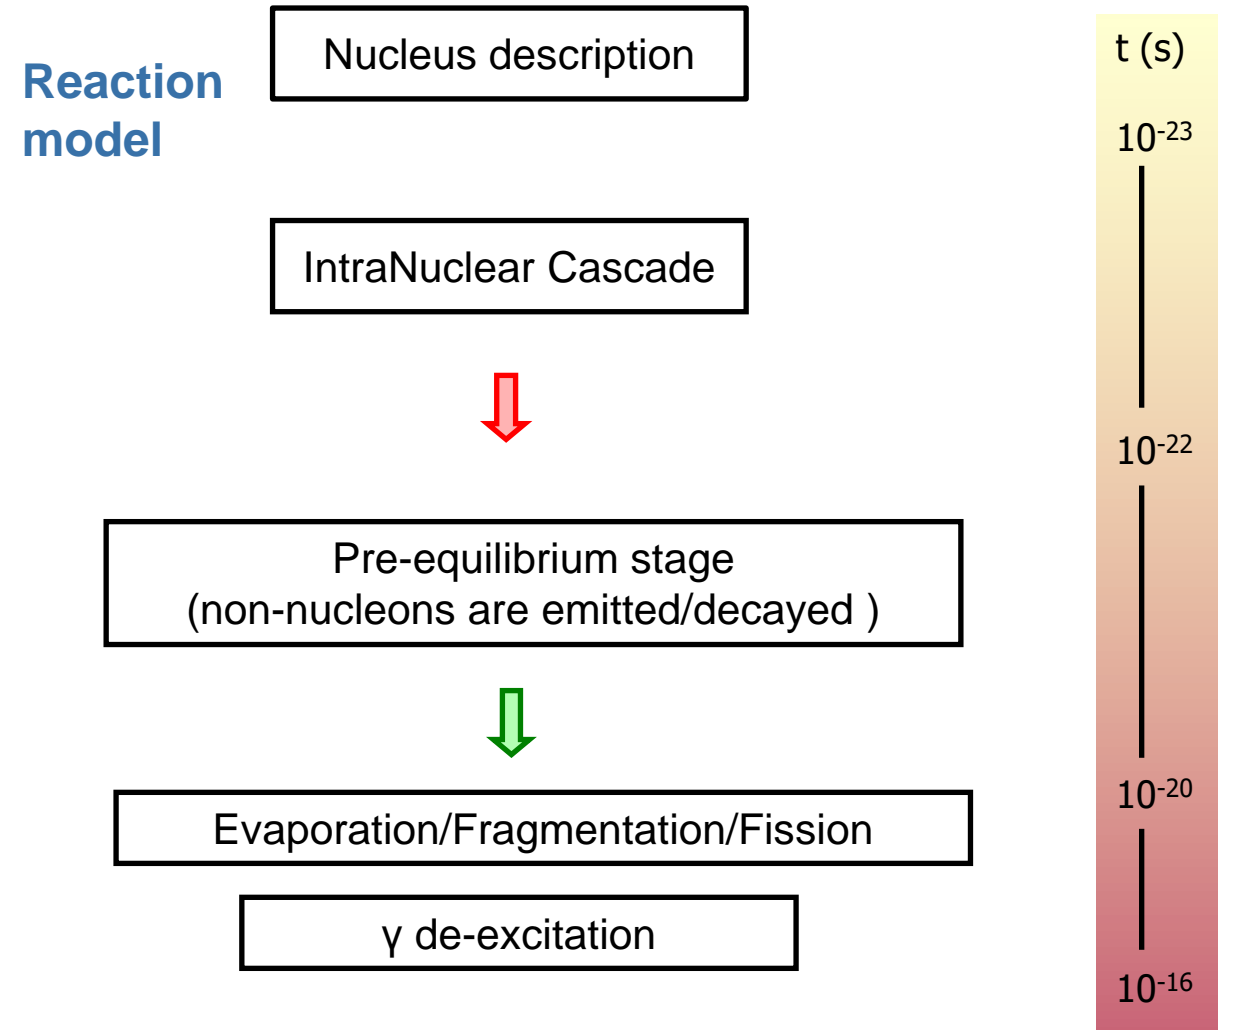 Reaction
model
Nucleus description
IntraNuclear Cascade
Pre-equilibrium stage
(non-nucleons are emitted/decayed )
Evaporation/Fragmentation/Fission
γ de-excitation
t (s)
10⁻²³
10⁻²²
10⁻²⁰
10⁻¹⁶